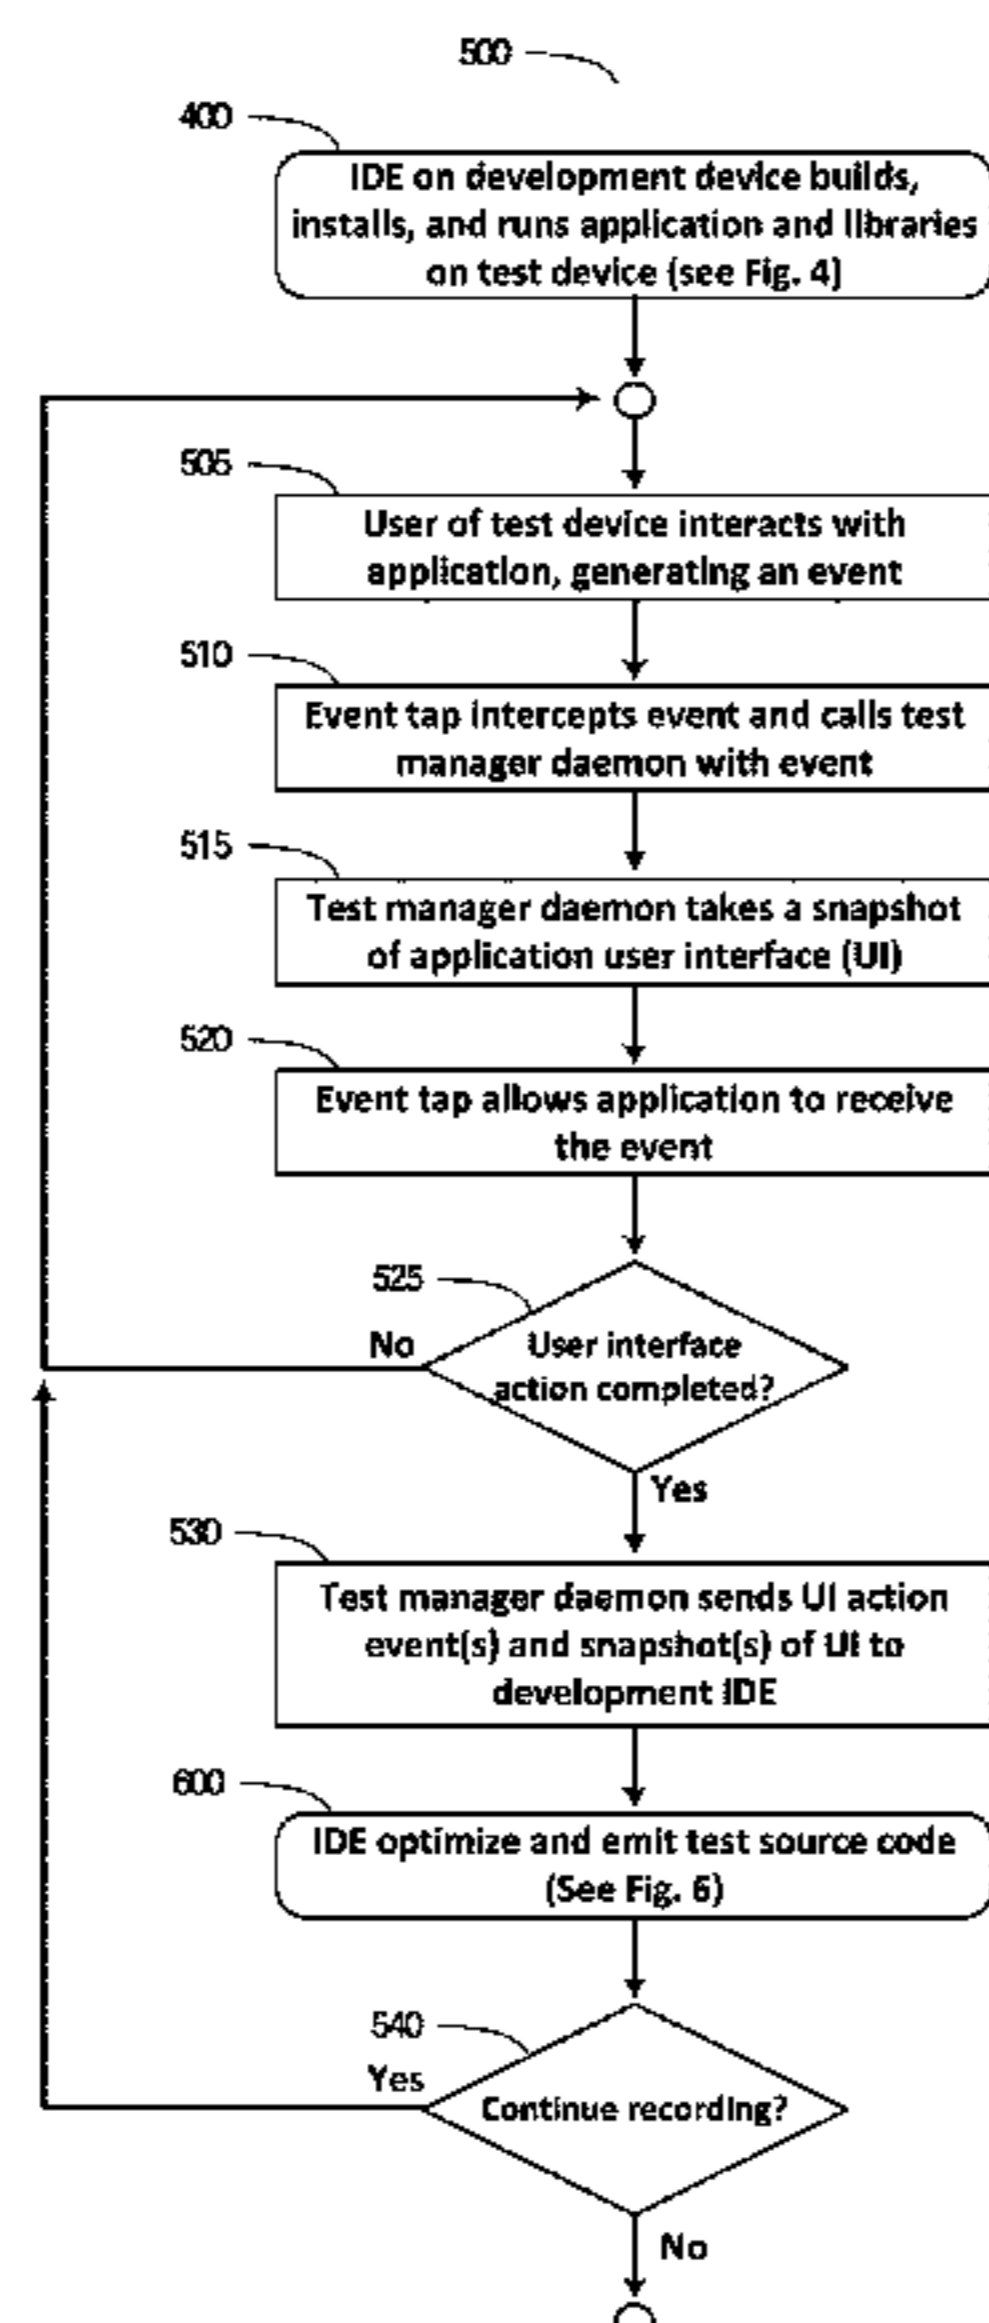 500
400
IDE on development device builds,
installs, and runs application and libraries
on test device (see Fig. 4)
505
User of test device interacts with
application, generating an event
510
Event tap intercepts event and calls test
manager daemon with event
515
Test manager daemon takes a snapshot
of application user interface (UI)
520
Event tap allows application to receive
the event
525
No
User interface
action completed?
Yes
530
Test manager daemon sends UI action
event(s) and snapshot(s) of UI to
development IDE
600
IDE optimize and emit test source code
(See Fig. 6)
540
Yes
Continue recording?
No